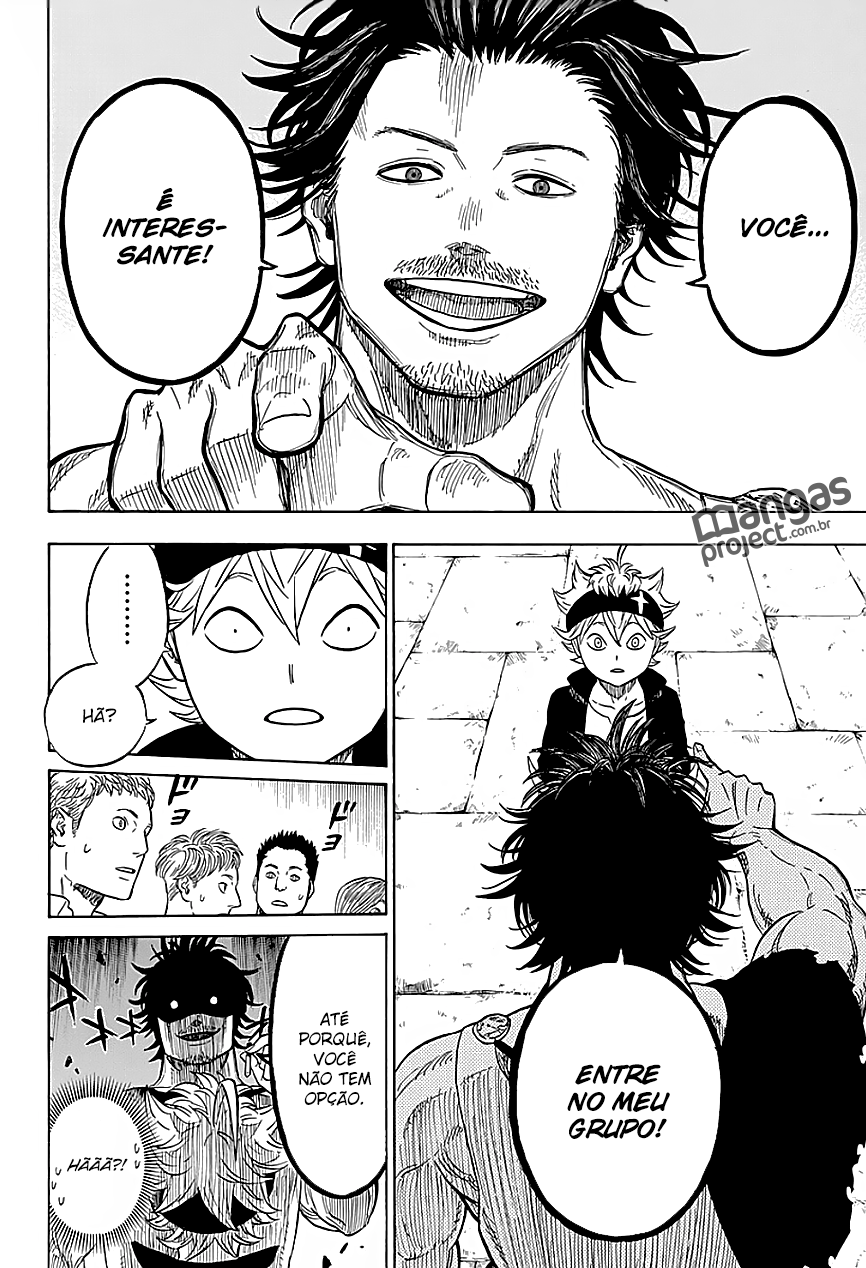 VOCÊ...
É
INTERES-
SANTE!
mangas
project.com.br
ENTRE
NO MEU
GRUPO!
........
HÃ?
ドヨ
ドヨ
ATÉ
PORQUÊ,
VOCÊ
NÃO TEM
OPÇÃO.
HÃÃÃ?!